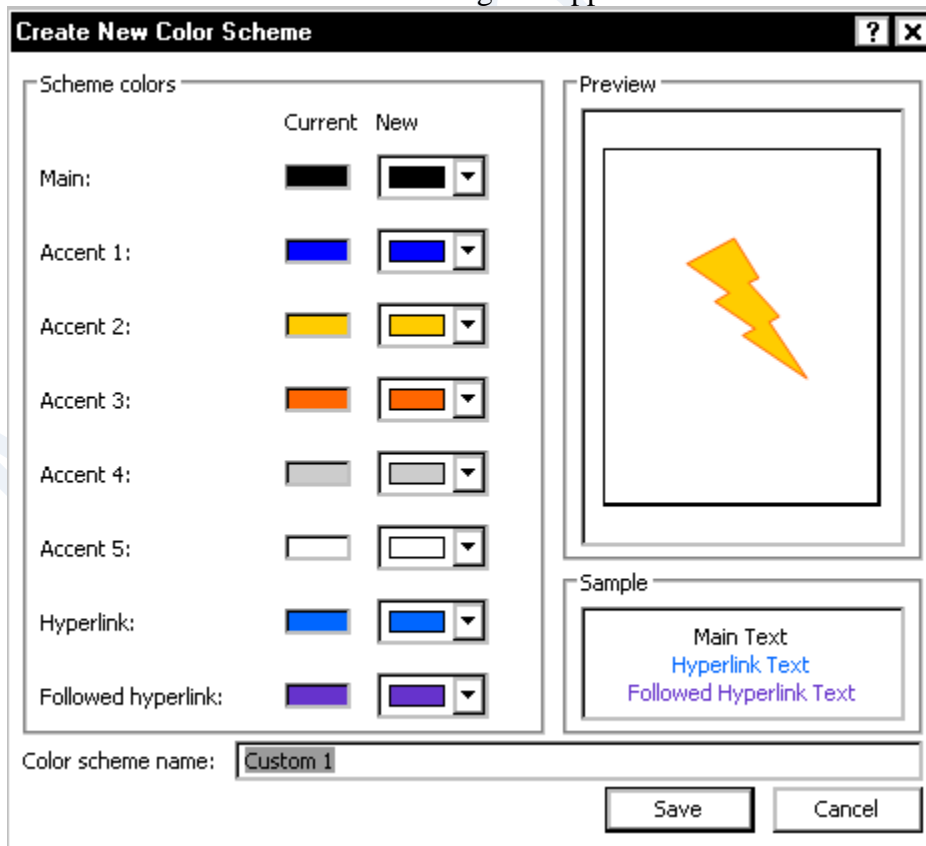 Create New Color Scheme ? X
Scheme colors
Current New
Main:
Accent 1:
Accent 2:
Accent 3:
Accent 4:
Accent 5:
Hyperlink:
Followed hyperlink:
Preview
Sample
Main Text
Hyperlink Text
Followed Hyperlink Text
Color scheme name: Custom 1
Save Cancel